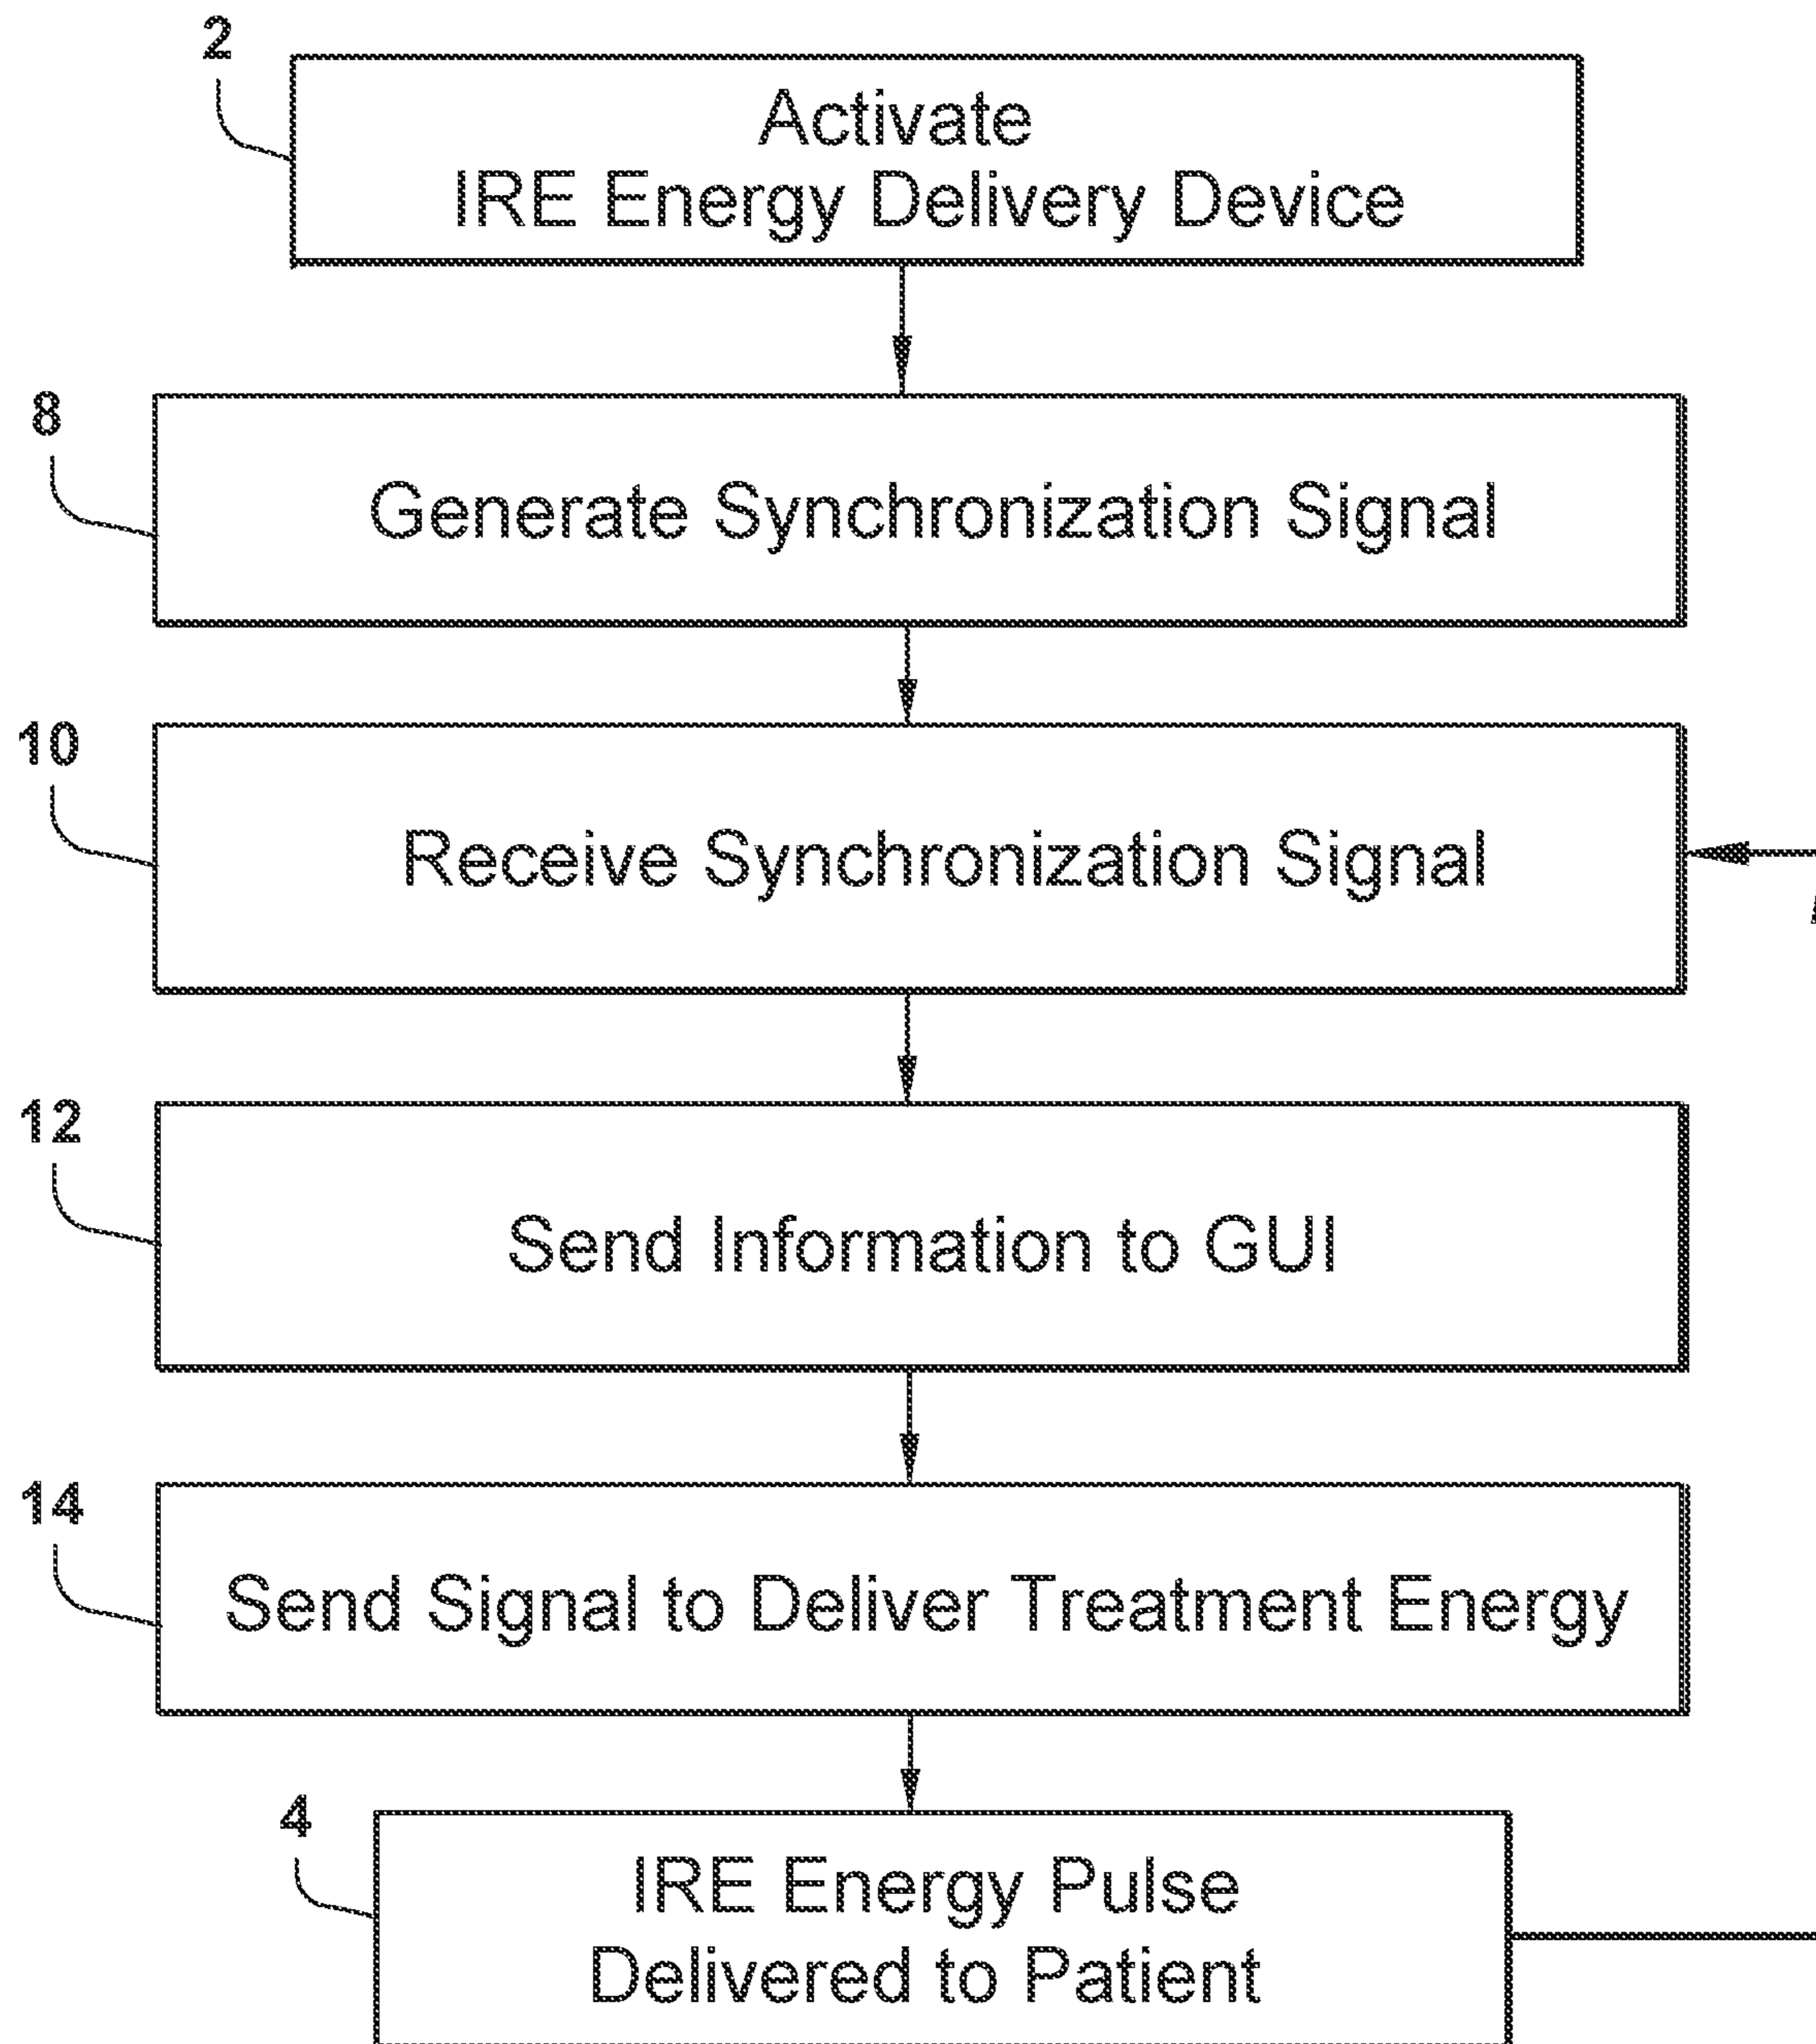 2
Activate
IRE Energy Delivery Device
8
Generate Synchronization Signal
10
Receive Synchronization Signal
12
Send Information to GUI
14
Send Signal to Deliver Treatment Energy
4
IRE Energy Pulse
Delivered to Patient